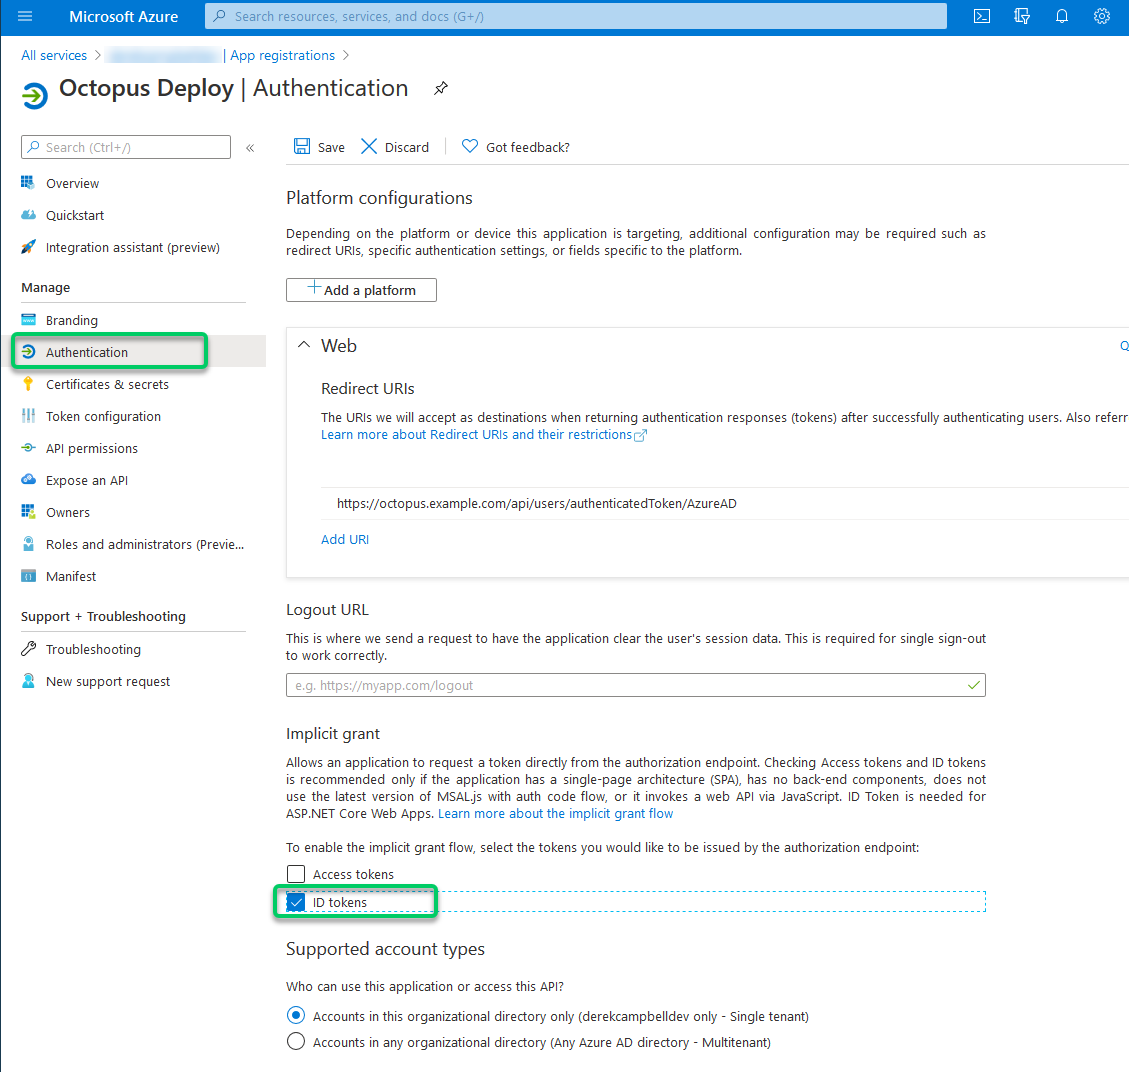 Microsoft Azure
Search resources, services, and docs (G+/)
All services > | App registrations >
Octopus Deploy | Authentication
Search (Ctrl+/)
«
Save
Discard
Got feedback?
Overview
Quickstart
Integration assistant (preview)
Manage
Branding
Authentication
Certificates & secrets
Token configuration
API permissions
Expose an API
Owners
Roles and administrators (Previe...
Manifest
Support + Troubleshooting
Troubleshooting
New support request
Platform configurations
Depending on the platform or device this application is targeting, additional configuration may be required such as
redirect URIs, specific authentication settings, or fields specific to the platform.
+ Add a platform
Web
Q
Redirect URIs
The URIs we will accept as destinations when returning authentication responses (tokens) after successfully authenticating users. Also referr
Learn more about Redirect URIs and their restrictions
https://octopus.example.com/api/users/authenticatedToken/AzureAD
Add URI
Logout URL
This is where we send a request to have the application clear the user's session data. This is required for single sign-out
to work correctly.
e.g. https://myapp.com/logout
Implicit grant
Allows an application to request a token directly from the authorization endpoint. Checking Access tokens and ID tokens
is recommended only if the application has a single-page architecture (SPA), has no back-end components, does not
use the latest version of MSAL.js with auth code flow, or it invokes a web API via JavaScript. ID Token is needed for
ASP.NET Core Web Apps. Learn more about the implicit grant flow
To enable the implicit grant flow, select the tokens you would like to be issued by the authorization endpoint:
Access tokens
ID tokens
Supported account types
Who can use this application or access this API?
Accounts in this organizational directory only (derekcampbelldev only - Single tenant)
Accounts in any organizational directory (Any Azure AD directory - Multitenant)